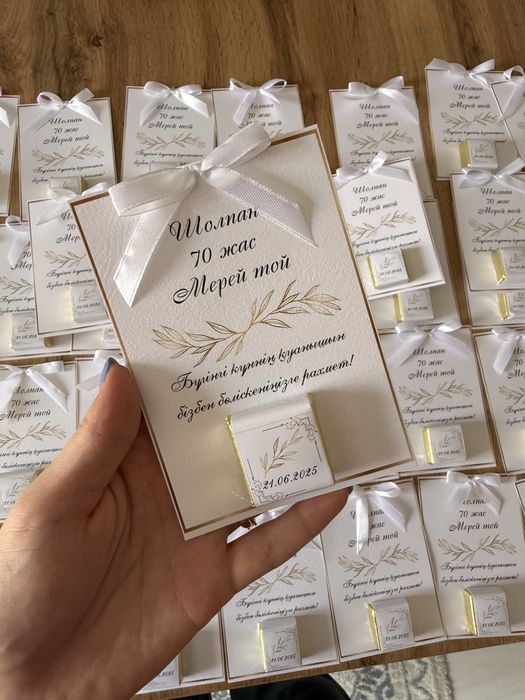 Шолпан
70 жас
Мерей той
Бүгінгі күннің қуанышын
бізбен бөліскеніңізге рахмет!
21.06.2025